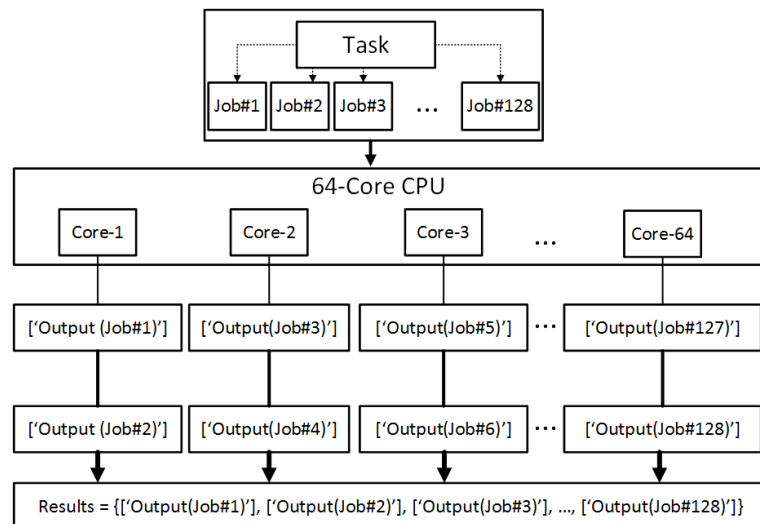 Task
Job#1 Job#2 Job#3 ... Job#128
64-Core CPU
Core-1 Core-2 Core-3 ... Core-64
[‘Output (Job#1)’] [‘Output(Job#3)’] [‘Output(Job#5)’] ... [‘Output(Job#127)’]
[‘Output (Job#2)’] [‘Output(Job#4)’] [‘Output(Job#6)’] ... [‘Output(Job#128)’]
Results = {[‘Output(Job#1)’], [‘Output(Job#2)’], [‘Output(Job#3)’], ..., [‘Output(Job#128)’]}